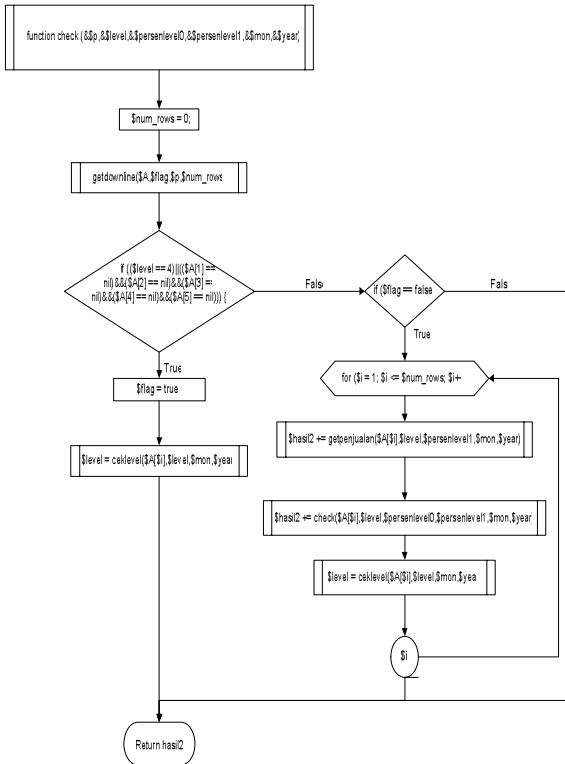 function check (&$p,&$level,&$persenlevel0,&$persenlevel1,&$mon,&$year)
$num_rows = 0;
getdownline($A,$flag,$p,$num_rows
if (($level == 4)||(($A[1] ==
nil)&&($A[2] == nil)&&($A[3] =:
nil)&&($A[4] == nil)&&($A[5] == nil))) {
Fals
if ($flag == false
Fals
True
True
$flag = true
for ($i = 1; $i <= $num_rows; $i+
$level = ceklevel($A[$i],$level,$mon,$year
$hasil2 += getpenjualan($A[$i],$level,$persenlevel1,$mon,$year)
$hasil2 += check($A[$i],$level,$persenlevel0,$persenlevel1,$mon,$year
$level = ceklevel($A[$i],$level,$mon,$yea
$i
Return hasil2